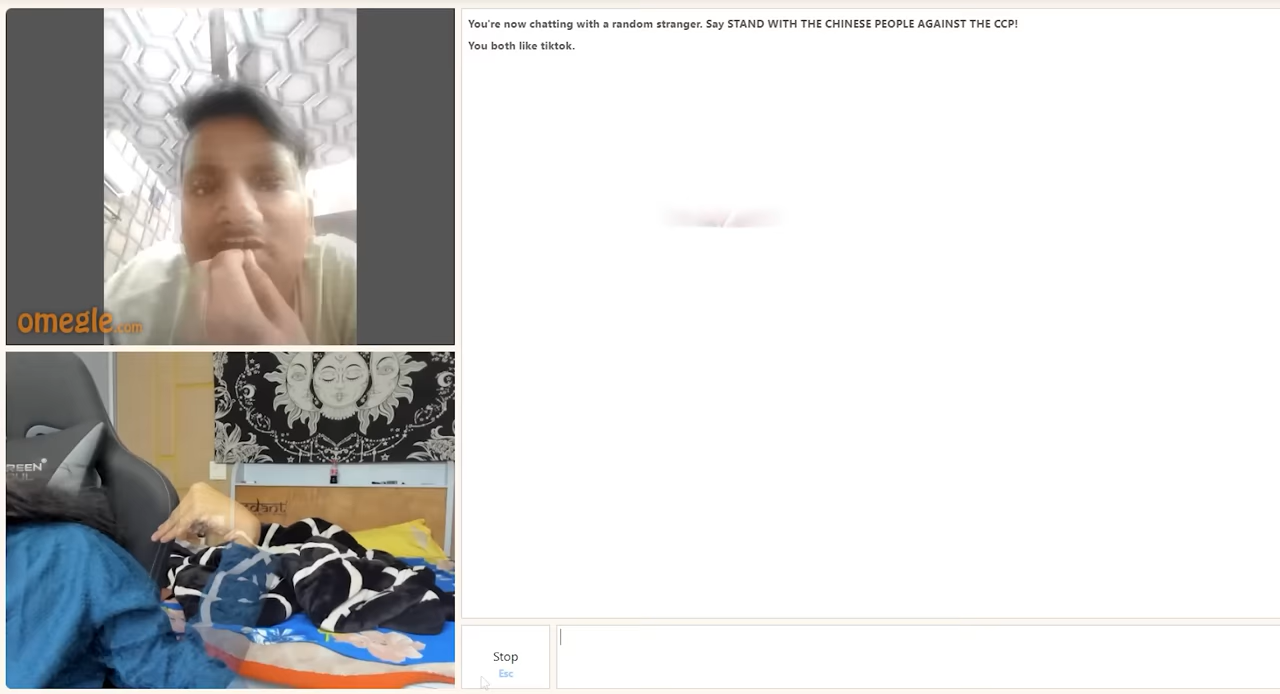 You're now chatting with a random stranger. Say STAND WITH THE CHINESE PEOPLE AGAINST THE CCP!
You both like tiktok.
omegle.com
REEN
Stop
Esc